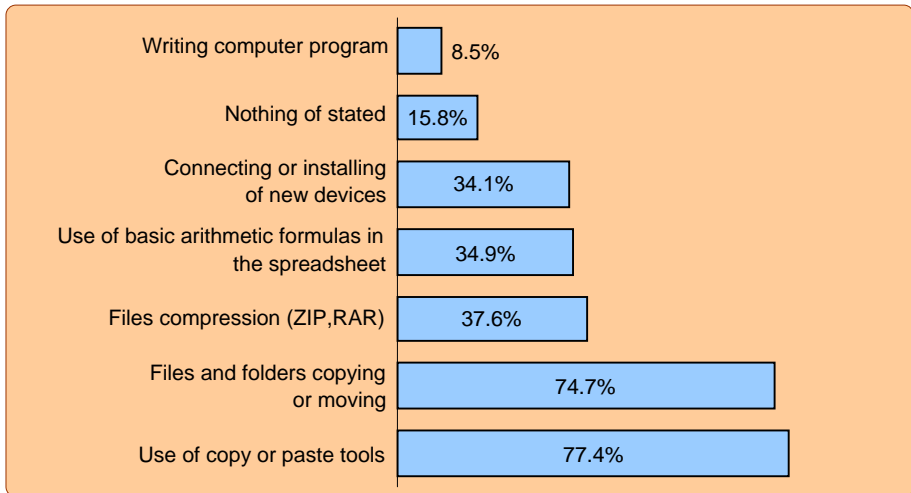 Writing computer program
8.5%
Nothing of stated
15.8%
Connecting or installing
of new devices
34.1%
Use of basic arithmetic formulas in
the spreadsheet
34.9%
Files compression (ZIP,RAR)
37.6%
Files and folders copying
or moving
74.7%
Use of copy or paste tools
77.4%